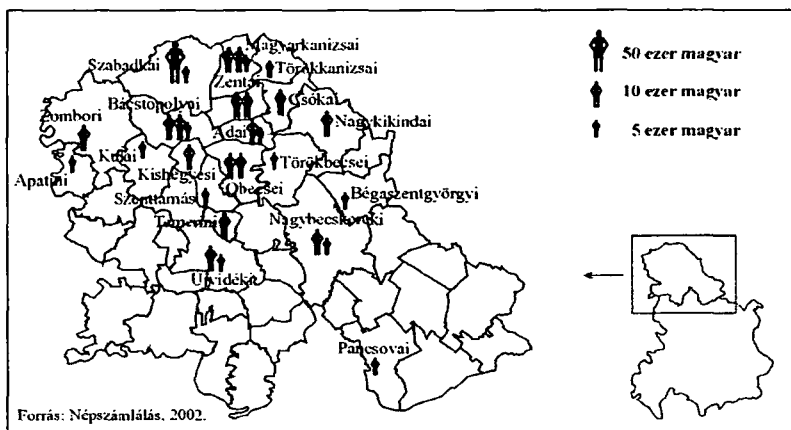 Magyarkanizsai
Szabadkai
Törökkanizsai
Zentai
Csókai
Bácstopolyai
Zombori
Adai
Nagykikindai
Kulai
Törökbecsei
Apatini
Kishegyesi
Óbecsei
Bégaszentgyörgyi
Szenttamás
Nagybecskereki
Temerini
Újvidéki
Pancsovai
50 ezer magyar
10 ezer magyar
5 ezer magyar
Forrás: Népszámlálás, 2002.